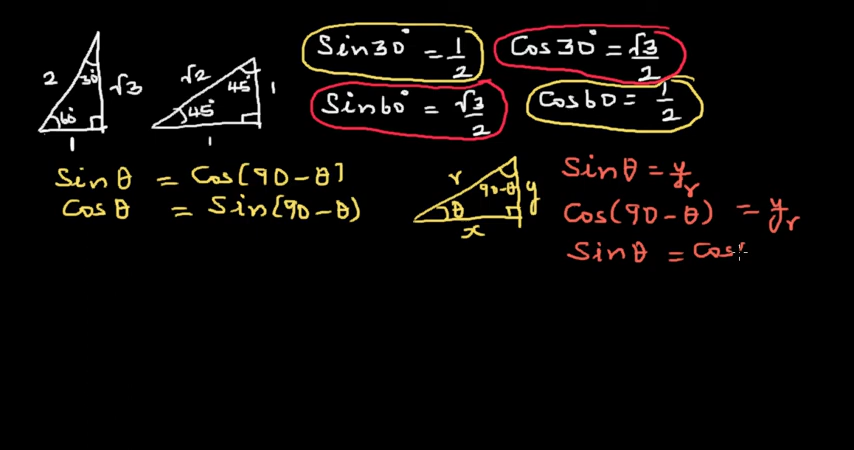 2 30° √3 60° 1
√2 45° 1 45° 1
Sin30° = 1/2
Cos30° = √3/2
Sin60° = √3/2
Cos60 = 1/2
Sinθ = Cos[90-θ]
Cosθ = Sin(90-θ)
r 90-θ y θ x
Sinθ = y/r
Cos(90-θ) = y/r
Sinθ = Cos